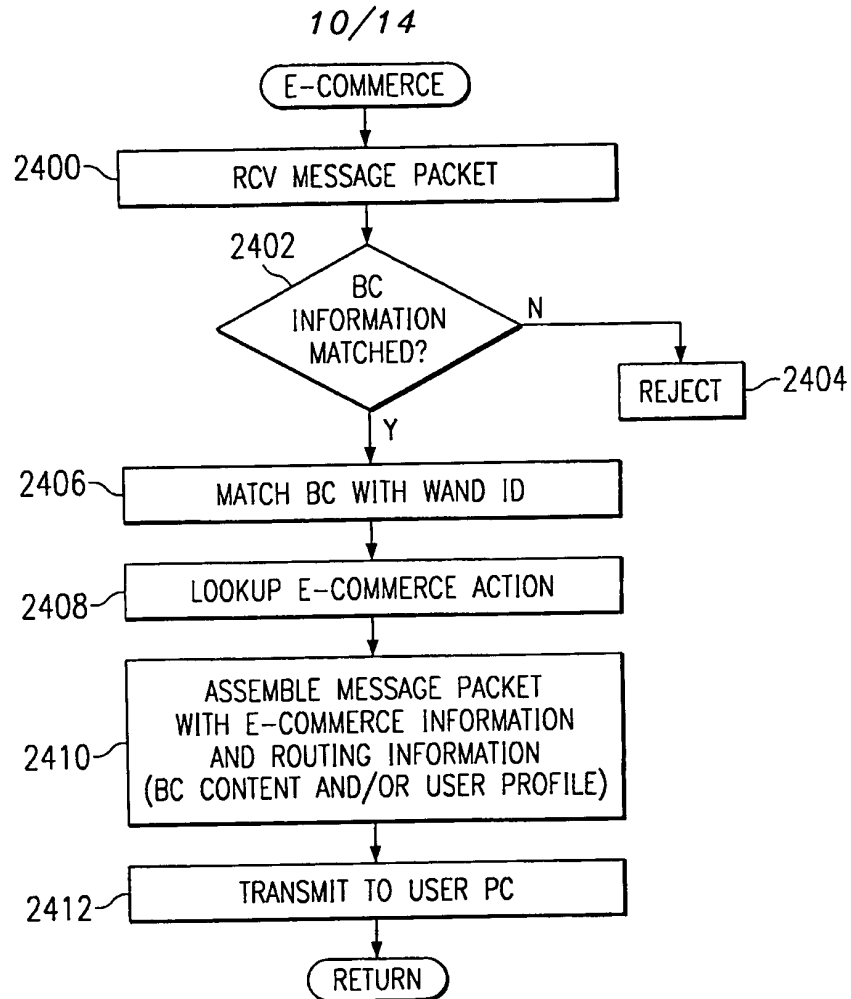 10/14
E-COMMERCE
2400
RCV MESSAGE PACKET
2402
BC
INFORMATION
MATCHED?
N
REJECT
2404
Y
2406
MATCH BC WITH WAND ID
2408
LOOKUP E-COMMERCE ACTION
2410
ASSEMBLE MESSAGE PACKET
WITH E-COMMERCE INFORMATION
AND ROUTING INFORMATION
(BC CONTENT AND/OR USER PROFILE)
2412
TRANSMIT TO USER PC
RETURN